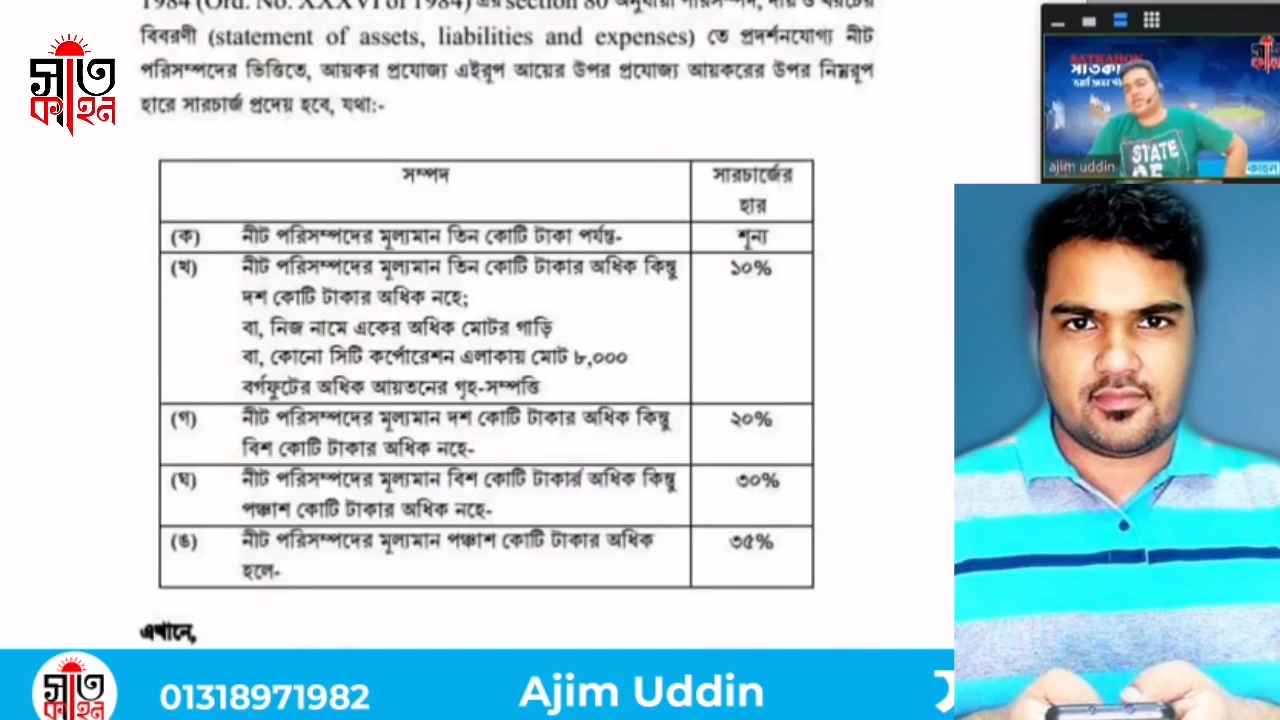 1984 (Ord. No. XXXVI of 1984) এর section 80 অনুযায়ী পরিসম্পদ, দায় ও খরচের
বিবরণী (statement of assets, liabilities and expenses) তে প্রদর্শনযোগ্য নীট
পরিসম্পদের ভিত্তিতে, আয়কর প্রযোজ্য এইরূপ আয়ের উপর প্রযোজ্য আয়করের উপর নিম্নরূপ
হারে সারচার্জ প্রদেয় হবে, যথা:-
সম্পদ
সারচার্জের
হার
(ক) নীট পরিসম্পদের মূল্যমান তিন কোটি টাকা পর্যন্ত- শূন্য
(খ) নীট পরিসম্পদের মূল্যমান তিন কোটি টাকার অধিক কিন্তু ১০%
দশ কোটি টাকার অধিক নহে;
বা, নিজ নামে একের অধিক মোটর গাড়ি
বা, কোনো সিটি কর্পোরেশন এলাকায় মোট ৮,০০০
বর্গফুটের অধিক আয়তনের গৃহ-সম্পত্তি
(গ) নীট পরিসম্পদের মূল্যমান দশ কোটি টাকার অধিক কিন্তু ২০%
বিশ কোটি টাকার অধিক নহে-
(ঘ) নীট পরিসম্পদের মূল্যমান বিশ কোটি টাকার অধিক কিন্তু ৩০%
পঞ্চাশ কোটি টাকার অধিক নহে-
(ঙ) নীট পরিসম্পদের মূল্যমান পঞ্চাশ কোটি টাকার অধিক ৩৫%
হলে-
এখানে,
সাত
কাহন
SATKAHON
সাতকা
STATE
ajim uddin
কাহন
সাত
কাহন
01318971982
Ajim Uddin